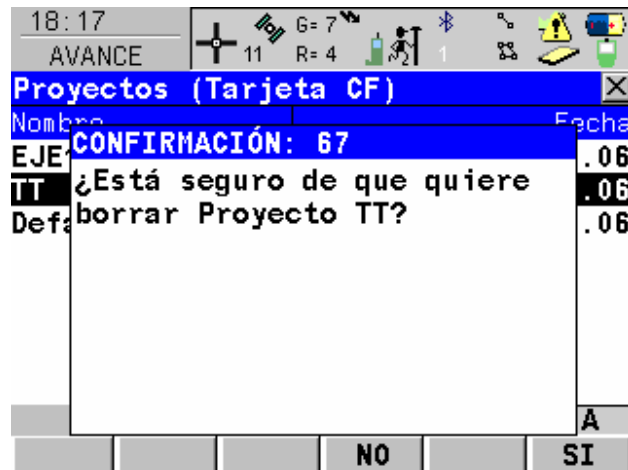 18:17
AVANCE
11
G= 7
R= 4
1
Proyectos (Tarjeta CF)
Fecha
CONFIRMACIÓN: 67
¿Está seguro de que quiere
borrar Proyecto TT?
.06
TT
.06
.06
A
NO
SI